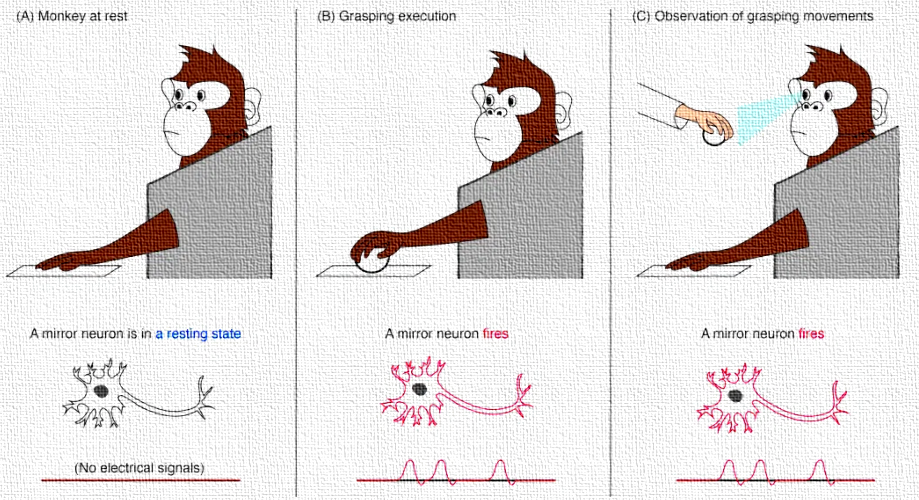 (A) Monkey at rest
A mirror neuron is in a resting state
(No electrical signals)
(B) Grasping execution
A mirror neuron fires
(C) Observation of grasping movements
A mirror neuron fires